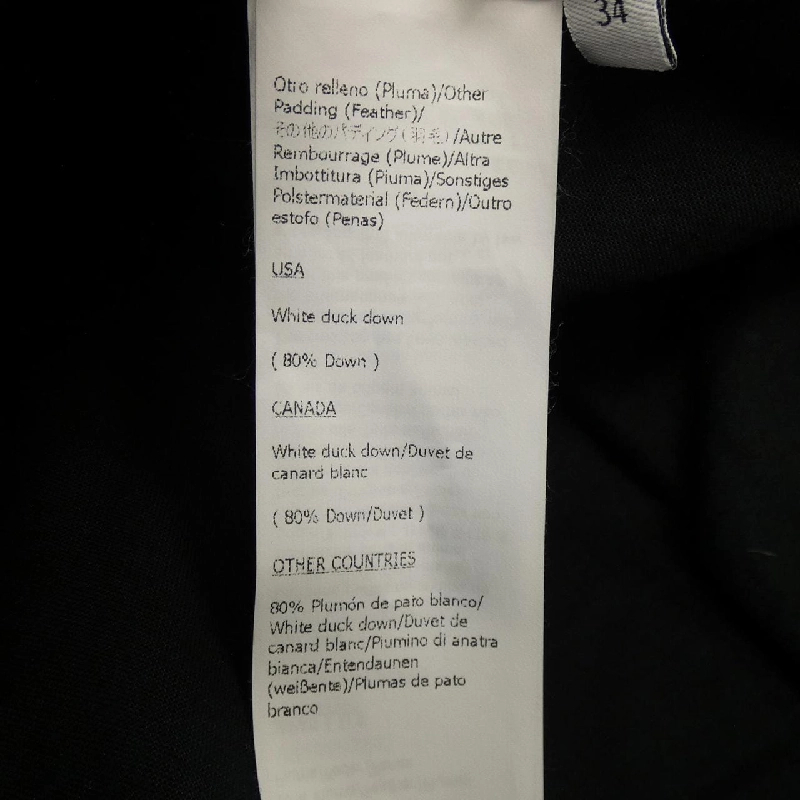 34
Otro relleno (Pluma)/Other
Padding (Feather)/
その他のパディング(羽毛)/Autre
Rembourrage (Plume)/Altra
Imbottitura (Piuma)/Sonstiges
Polstermaterial (Federn)/Outro
estofo (Penas)
USA
White duck down
( 80% Down )
CANADA
White duck down/Duvet de
canard blanc
( 80% Down/Duvet )
OTHER COUNTRIES
80% Plumón de pato blanco/
White duck down/Duvet de
canard blanc/Piumino di anatra
bianca/Entendaunen
(weißente)/Plumas de pato
branco